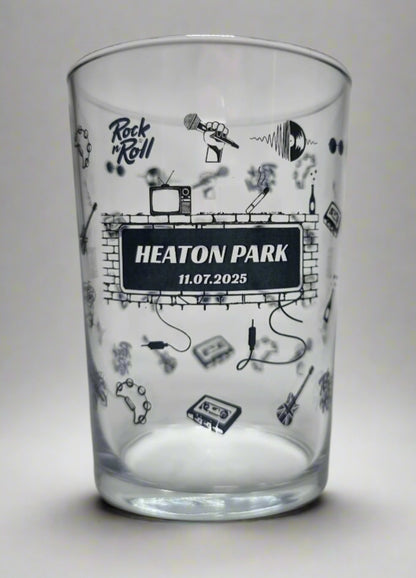 Rock
n'
Roll
HEATON PARK
11.07.2025